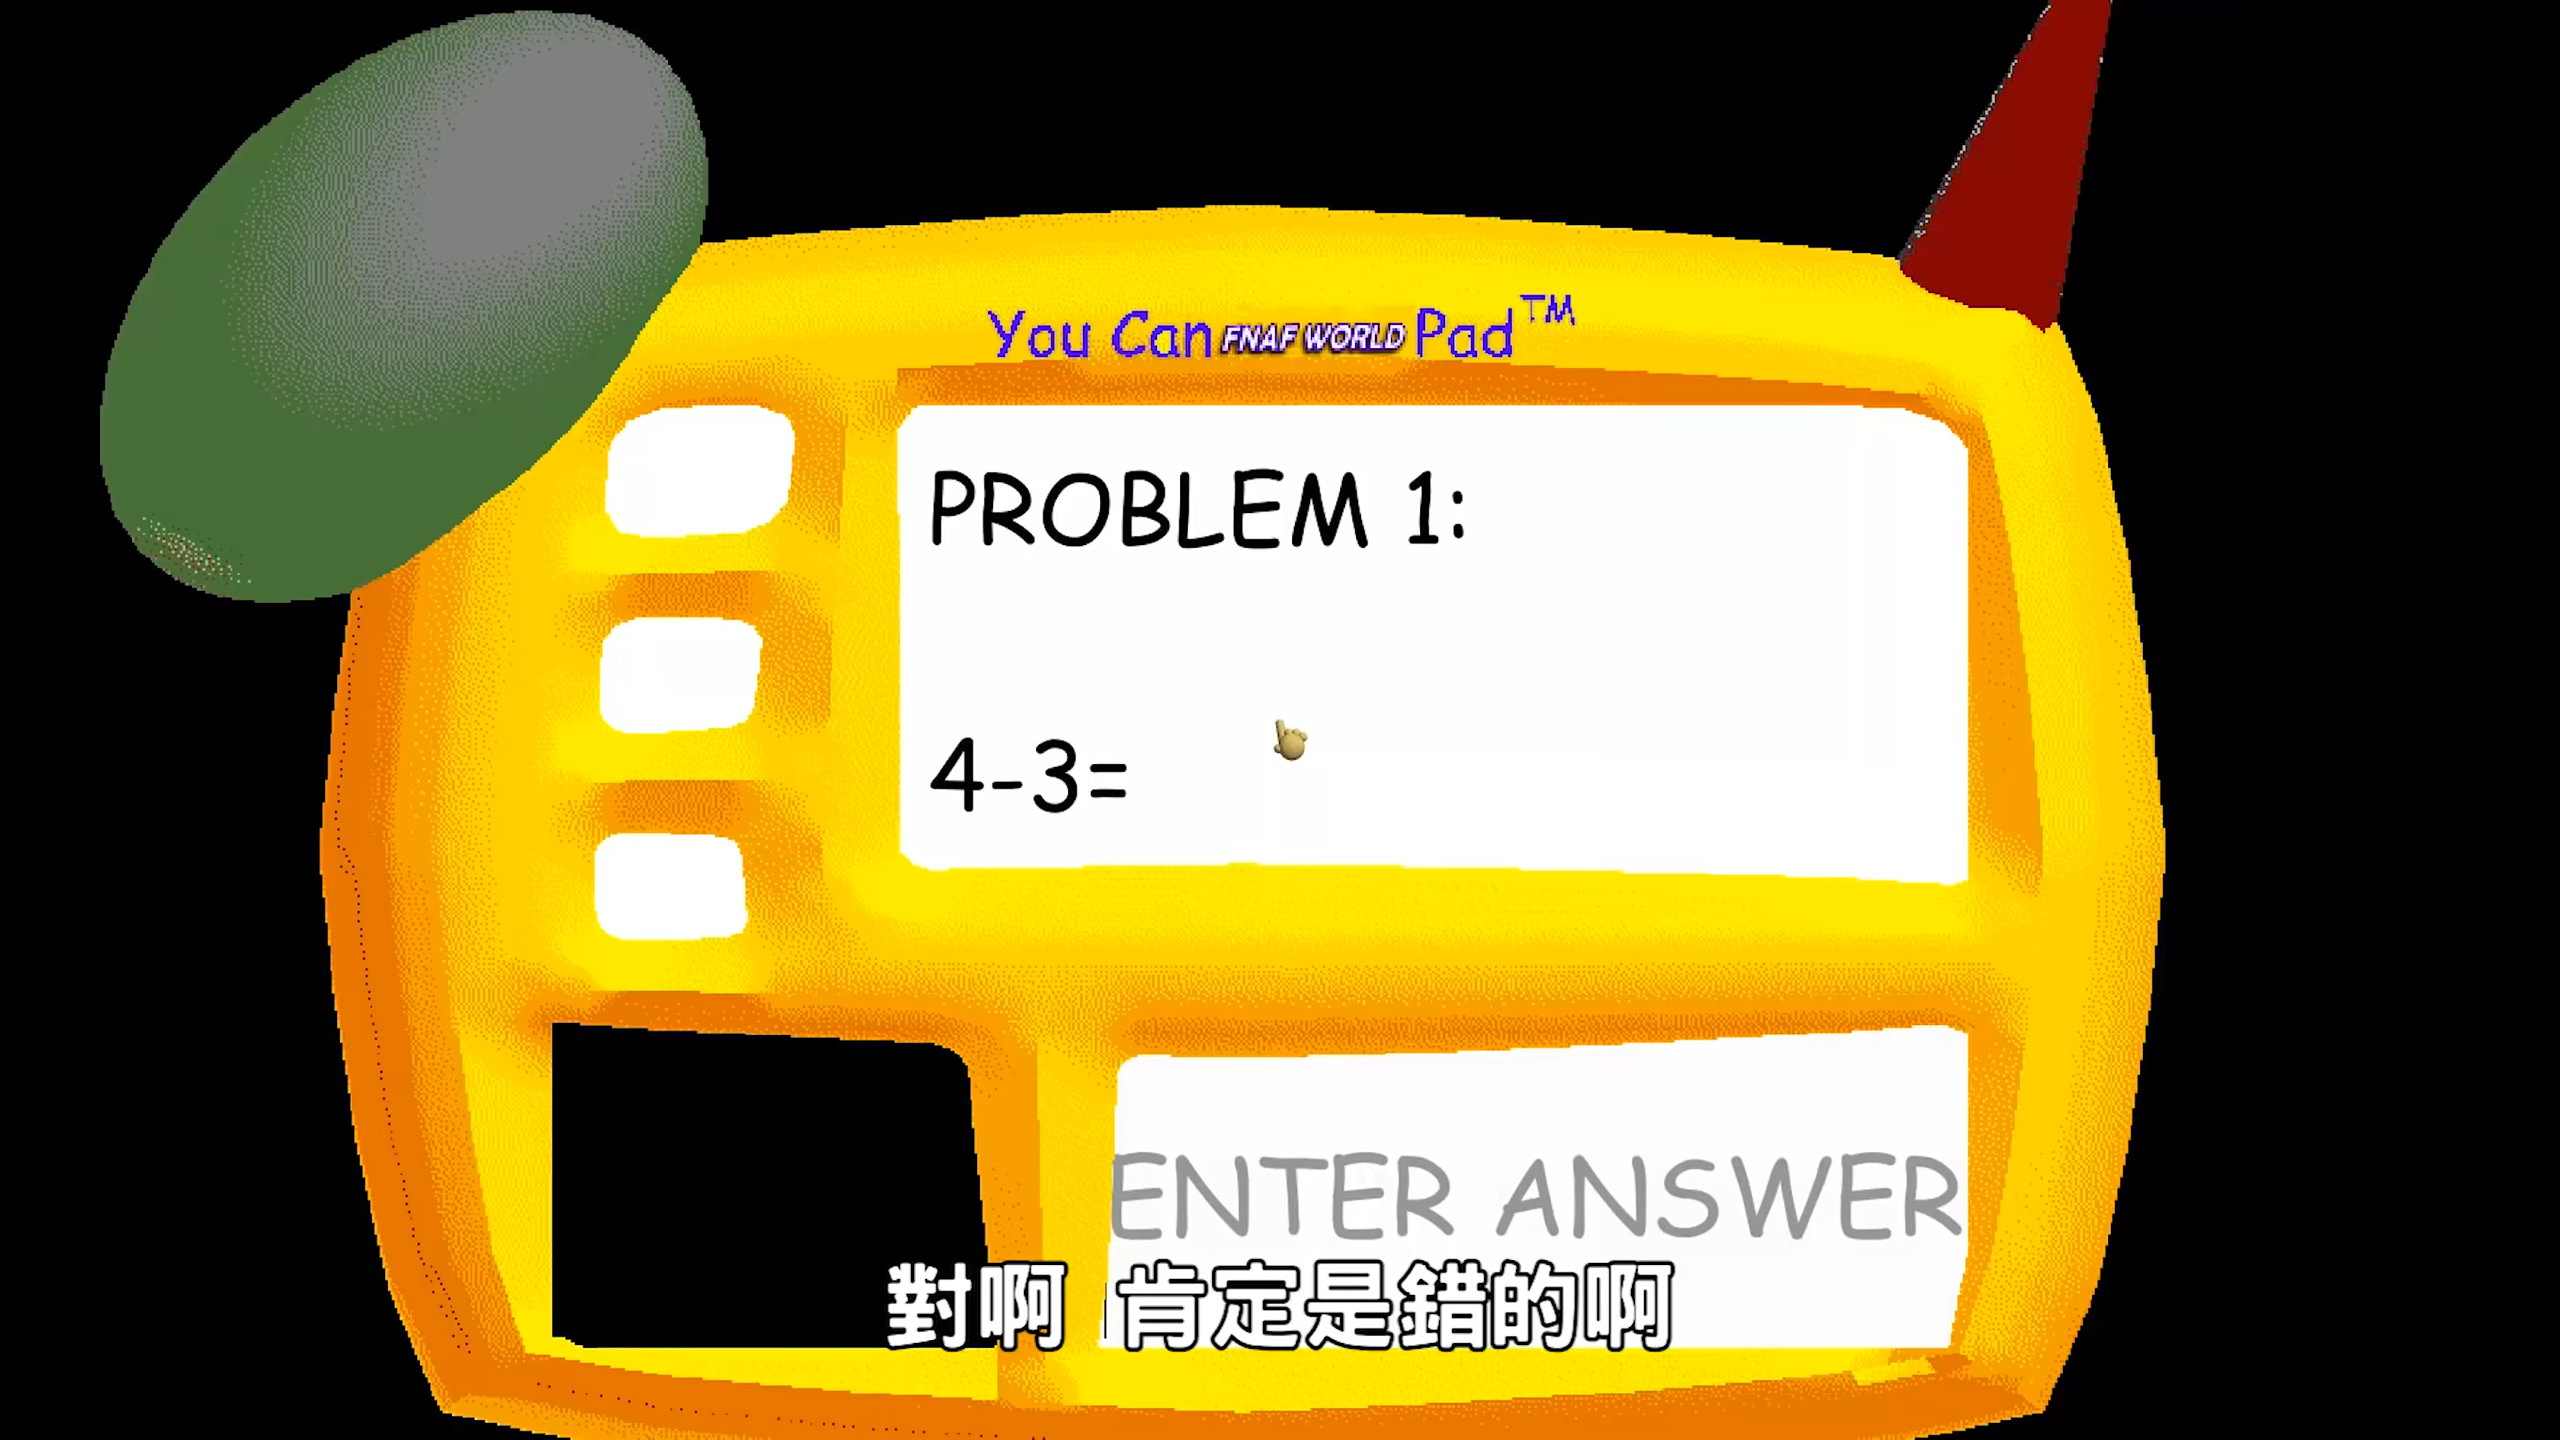 You Can FNAF WORLD Pad™
PROBLEM 1:
4-3=
ENTER ANSWER
對啊 肯定是錯的啊